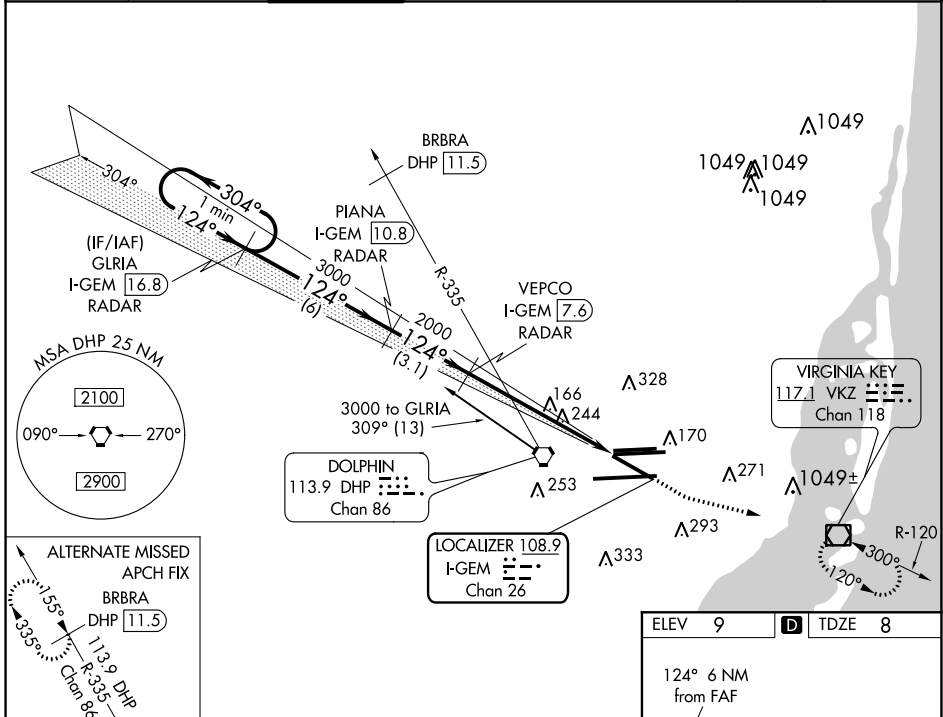 1049
1049
1049
1049
BRBRA
DHP 11.5
304°
304°
1 min
124°
PIANA
I-GEM 10.8
RADAR
(IF/IAF)
GLRIA
I-GEM 16.8
RADAR
3000
124°
(6)
R-335
VEPCO
I-GEM 7.6
RADAR
2000
124°
(3.1)
MSA DHP 25 NM
2100
090°
270°
2900
3000 to GLRIA
309° (13)
166
244
328
170
271
253
293
333
1049±
VIRGINIA KEY
117.1 VKZ
Chan 118
DOLPHIN
113.9 DHP
Chan 86
LOCALIZER 108.9
I-GEM
Chan 26
R-120
300°
120°
ALTERNATE MISSED
APCH FIX
BRBRA
DHP 11.5
155°
335°
113.9 DHP
R-335
Chan 86
ELEV 9 D TDZE 8
124° 6 NM
from FAF